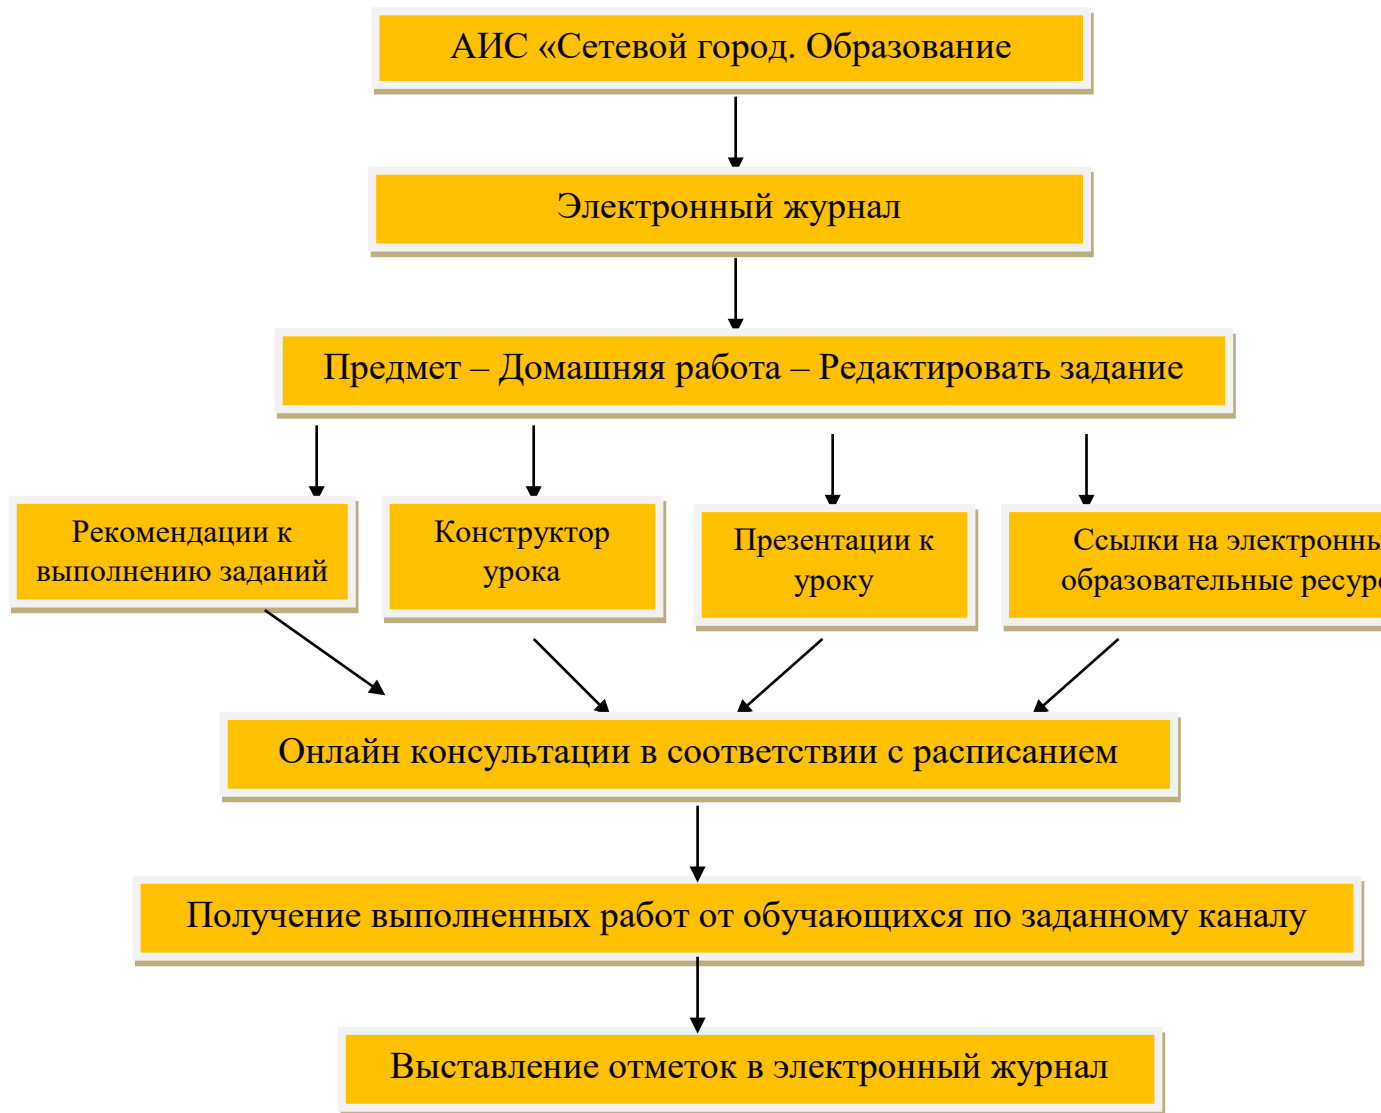 АИС «Сетевой город. Образование
Электронный журнал
Предмет – Домашняя работа – Редактировать задание
Рекомендации к
выполнению заданий
Конструктор
урока
Презентации к
уроку
Ссылки на электронны
образовательные ресур
Онлайн консультации в соответствии с расписанием
Получение выполненных работ от обучающихся по заданному каналу
Выставление отметок в электронный журнал